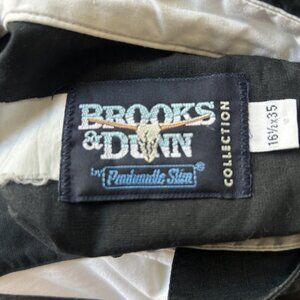 BROOKS
& DUNN
COLLECTION
by Panhandle Slim®
16½x35